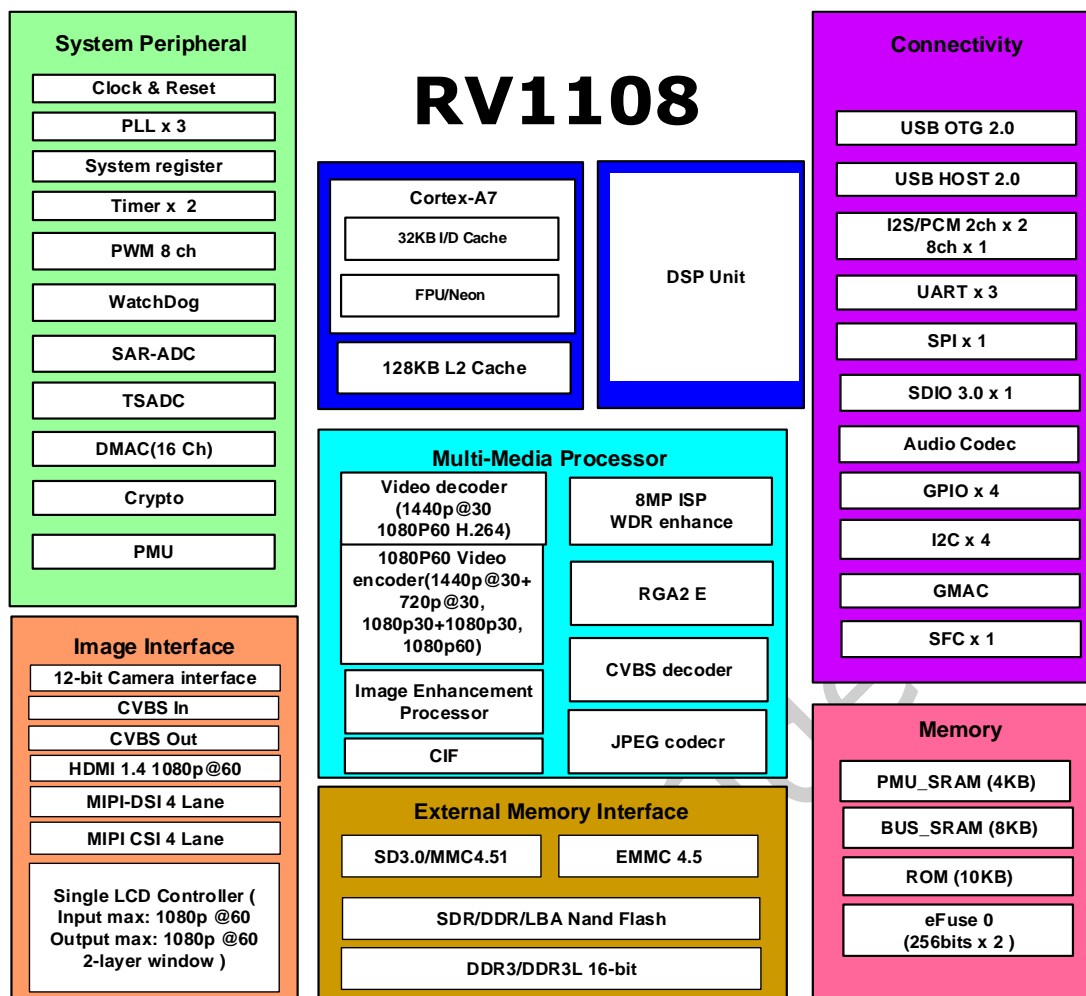 RV1108
System Peripheral
Clock & Reset
PLL x 3
System register
Timer x 2
PWM 8 ch
WatchDog
SAR-ADC
TSADC
DMAC(16 Ch)
Crypto
PMU
Image Interface
12-bit Camera interface
CVBS In
CVBS Out
HDMI 1.4 1080p@60
MIPI-DSI 4 Lane
MIPI CSI 4 Lane
Single LCD Controller (
Input max: 1080p @60
Output max: 1080p @60
2-layer window )
Cortex-A7
32KB I/D Cache
FPU/Neon
128KB L2 Cache
DSP Unit
Multi-Media Processor
Video decoder
(1440p@30
1080P60 H.264)
1080P60 Video
encoder(1440p@30+
720p@30,
1080p30+1080p30,
1080p60)
Image Enhancement
Processor
CIF
8MP ISP
WDR enhance
RGA2 E
CVBS decoder
JPEG codecr
External Memory Interface
SD3.0/MMC4.51
EMMC 4.5
SDR/DDR/LBA Nand Flash
DDR3/DDR3L 16-bit
Connectivity
USB OTG 2.0
USB HOST 2.0
I2S/PCM 2ch x 2
8ch x 1
UART x 3
SPI x 1
SDIO 3.0 x 1
Audio Codec
GPIO x 4
I2C x 4
GMAC
SFC x 1
Memory
PMU_SRAM (4KB)
BUS_SRAM (8KB)
ROM (10KB)
eFuse 0
(256bits x 2 )